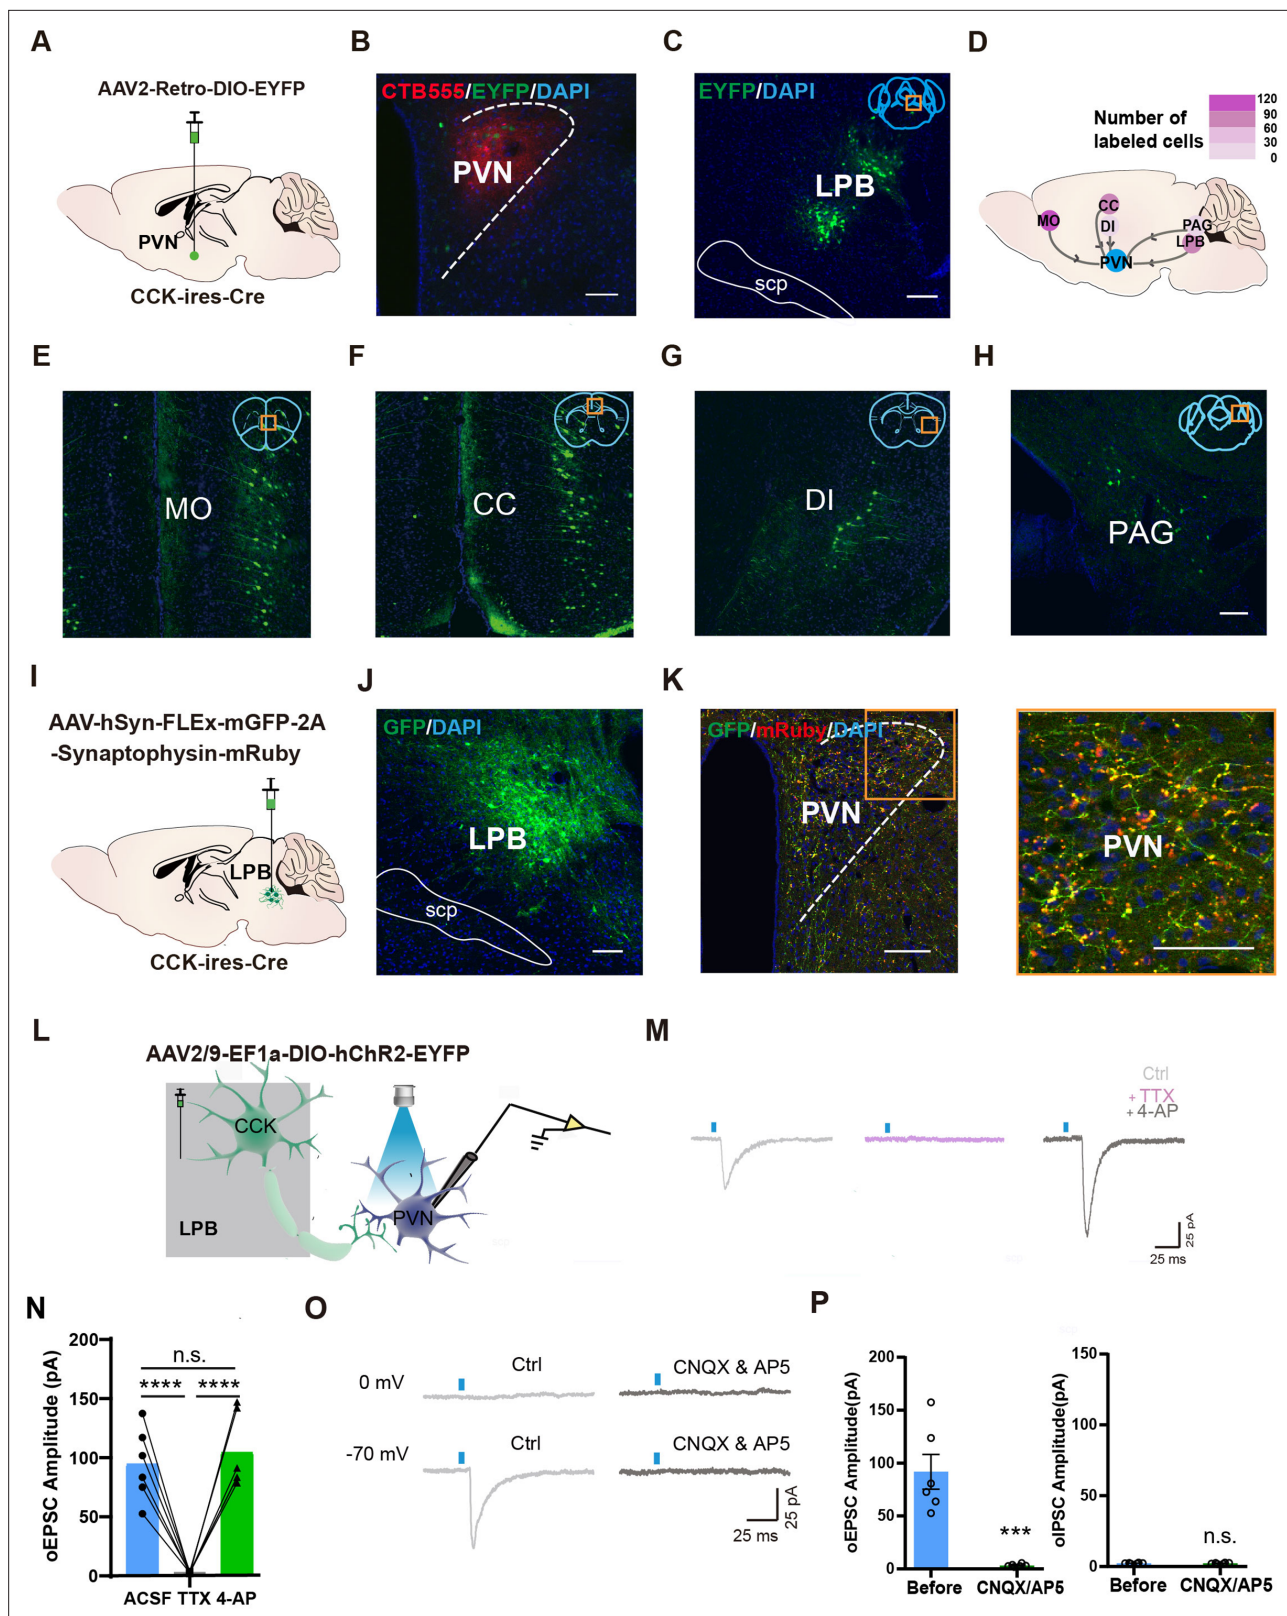 A
AAV2-Retro-DIO-EYFP
PVN
CCK-ires-Cre
B
CTB555/EYFP/DAPI
PVN
C
EYFP/DAPI
LPB
scp
D
Number of
labeled cells
120
90
60
30
0
MO
CC
DI
PAG
LPB
PVN
E
MO
F
CC
G
DI
H
PAG
I
AAV-hSyn-FLEx-mGFP-2A
-Synaptophysin-mRuby
LPB
CCK-ires-Cre
J
GFP/DAPI
LPB
scp
K
GFP/mRuby/DAPI
PVN
PVN
L
AAV2/9-EF1a-DIO-hChR2-EYFP
CCK
LPB
PVN
M
Ctrl
+ TTX
+ 4-AP
25 pA
25 ms
N
oEPSC Amplitude (pA)
200
150
100
50
0
n.s.
**** ****
ACSF TTX 4-AP
O
0 mV
Ctrl
CNQX & AP5
-70 mV
Ctrl
CNQX & AP5
25 pA
25 ms
P
oEPSC Amplitude(pA)
200
150
100
50
0
***
Before CNQX/AP5
oIPSC Amplitude(pA)
150
100
50
0
n.s.
Before CNQX/AP5